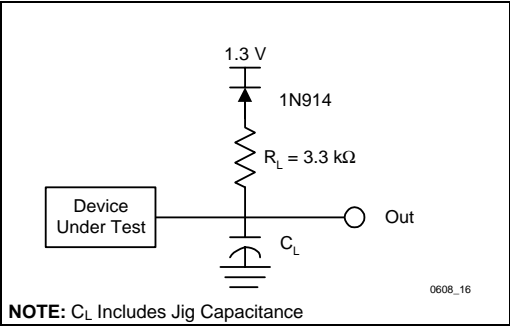 1.3 V
1N914
R_L = 3.3 kΩ
Device
Under Test
Out
C_L
0608_16
NOTE: C_L Includes Jig Capacitance